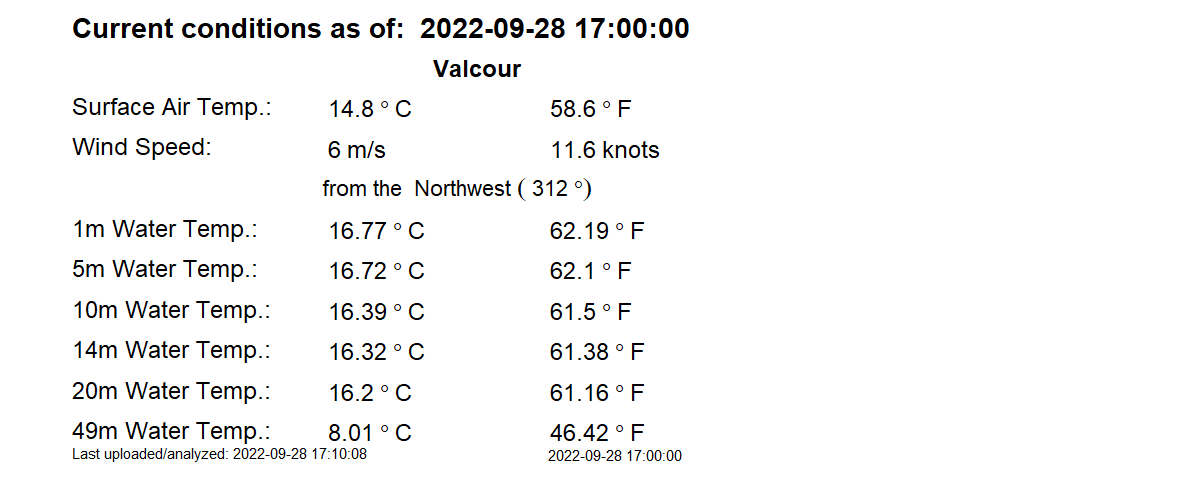 Current conditions as of:  2022-09-28 17:00:00
Valcour
Surface Air Temp.: 14.8 ° C 58.6 ° F
Wind Speed: 6 m/s 11.6 knots
from the  Northwest ( 312 °)
1m Water Temp.: 16.77 ° C 62.19 ° F
5m Water Temp.: 16.72 ° C 62.1 ° F
10m Water Temp.: 16.39 ° C 61.5 ° F
14m Water Temp.: 16.32 ° C 61.38 ° F
20m Water Temp.: 16.2 ° C 61.16 ° F
49m Water Temp.: 8.01 ° C 46.42 ° F
Last uploaded/analyzed: 2022-09-28 17:10:08 2022-09-28 17:00:00